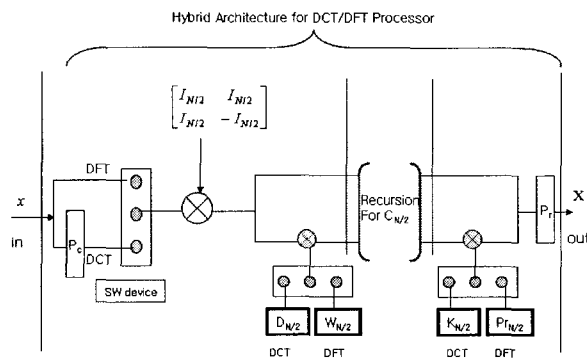 Hybrid Architecture for DCT/DFT Processor
I_{N/2} I_{N/2}
I_{N/2} -I_{N/2}
DFT
x
in
P_c
DCT
SW device
Recursion
For C_{N/2}
P_r
X
out
D_{N/2} W_{N/2}
DCT DFT
K_{N/2} Pr_{N/2}
DCT DFT